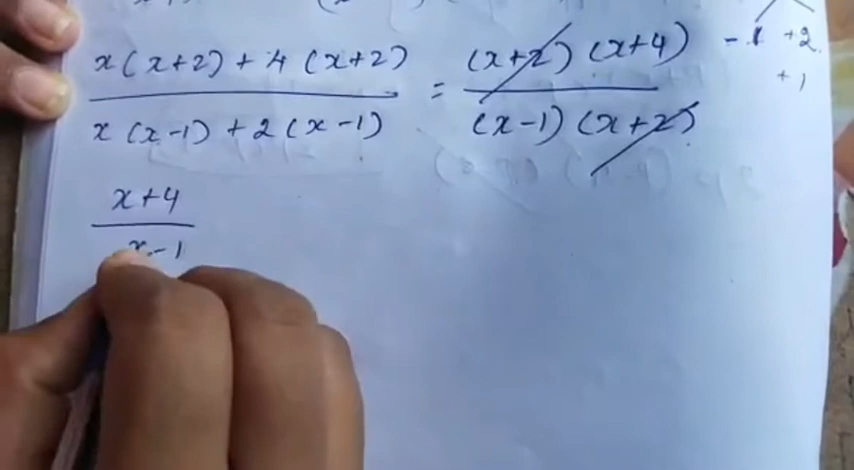 x(x+2)+4(x+2) / x(x-1)+2(x-1) = (x+2)(x+4) / (x-1)(x+2)
-1 +2
+1
x+4 / x-1